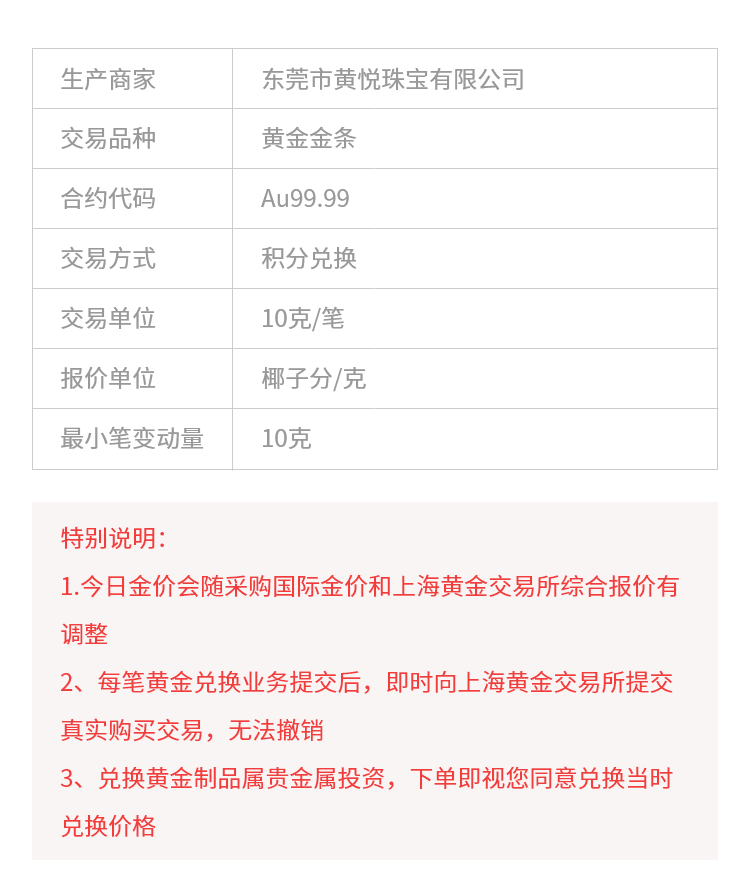 生产商家 东莞市黄悦珠宝有限公司
交易品种 黄金金条
合约代码 Au99.99
交易方式 积分兑换
交易单位 10克/笔
报价单位 椰子分/克
最小笔变动量 10克
特别说明：
1.今日金价会随采购国际金价和上海黄金交易所综合报价有
调整
2、每笔黄金兑换业务提交后，即时向上海黄金交易所提交
真实购买交易，无法撤销
3、兑换黄金制品属贵金属投资，下单即视您同意兑换当时
兑换价格